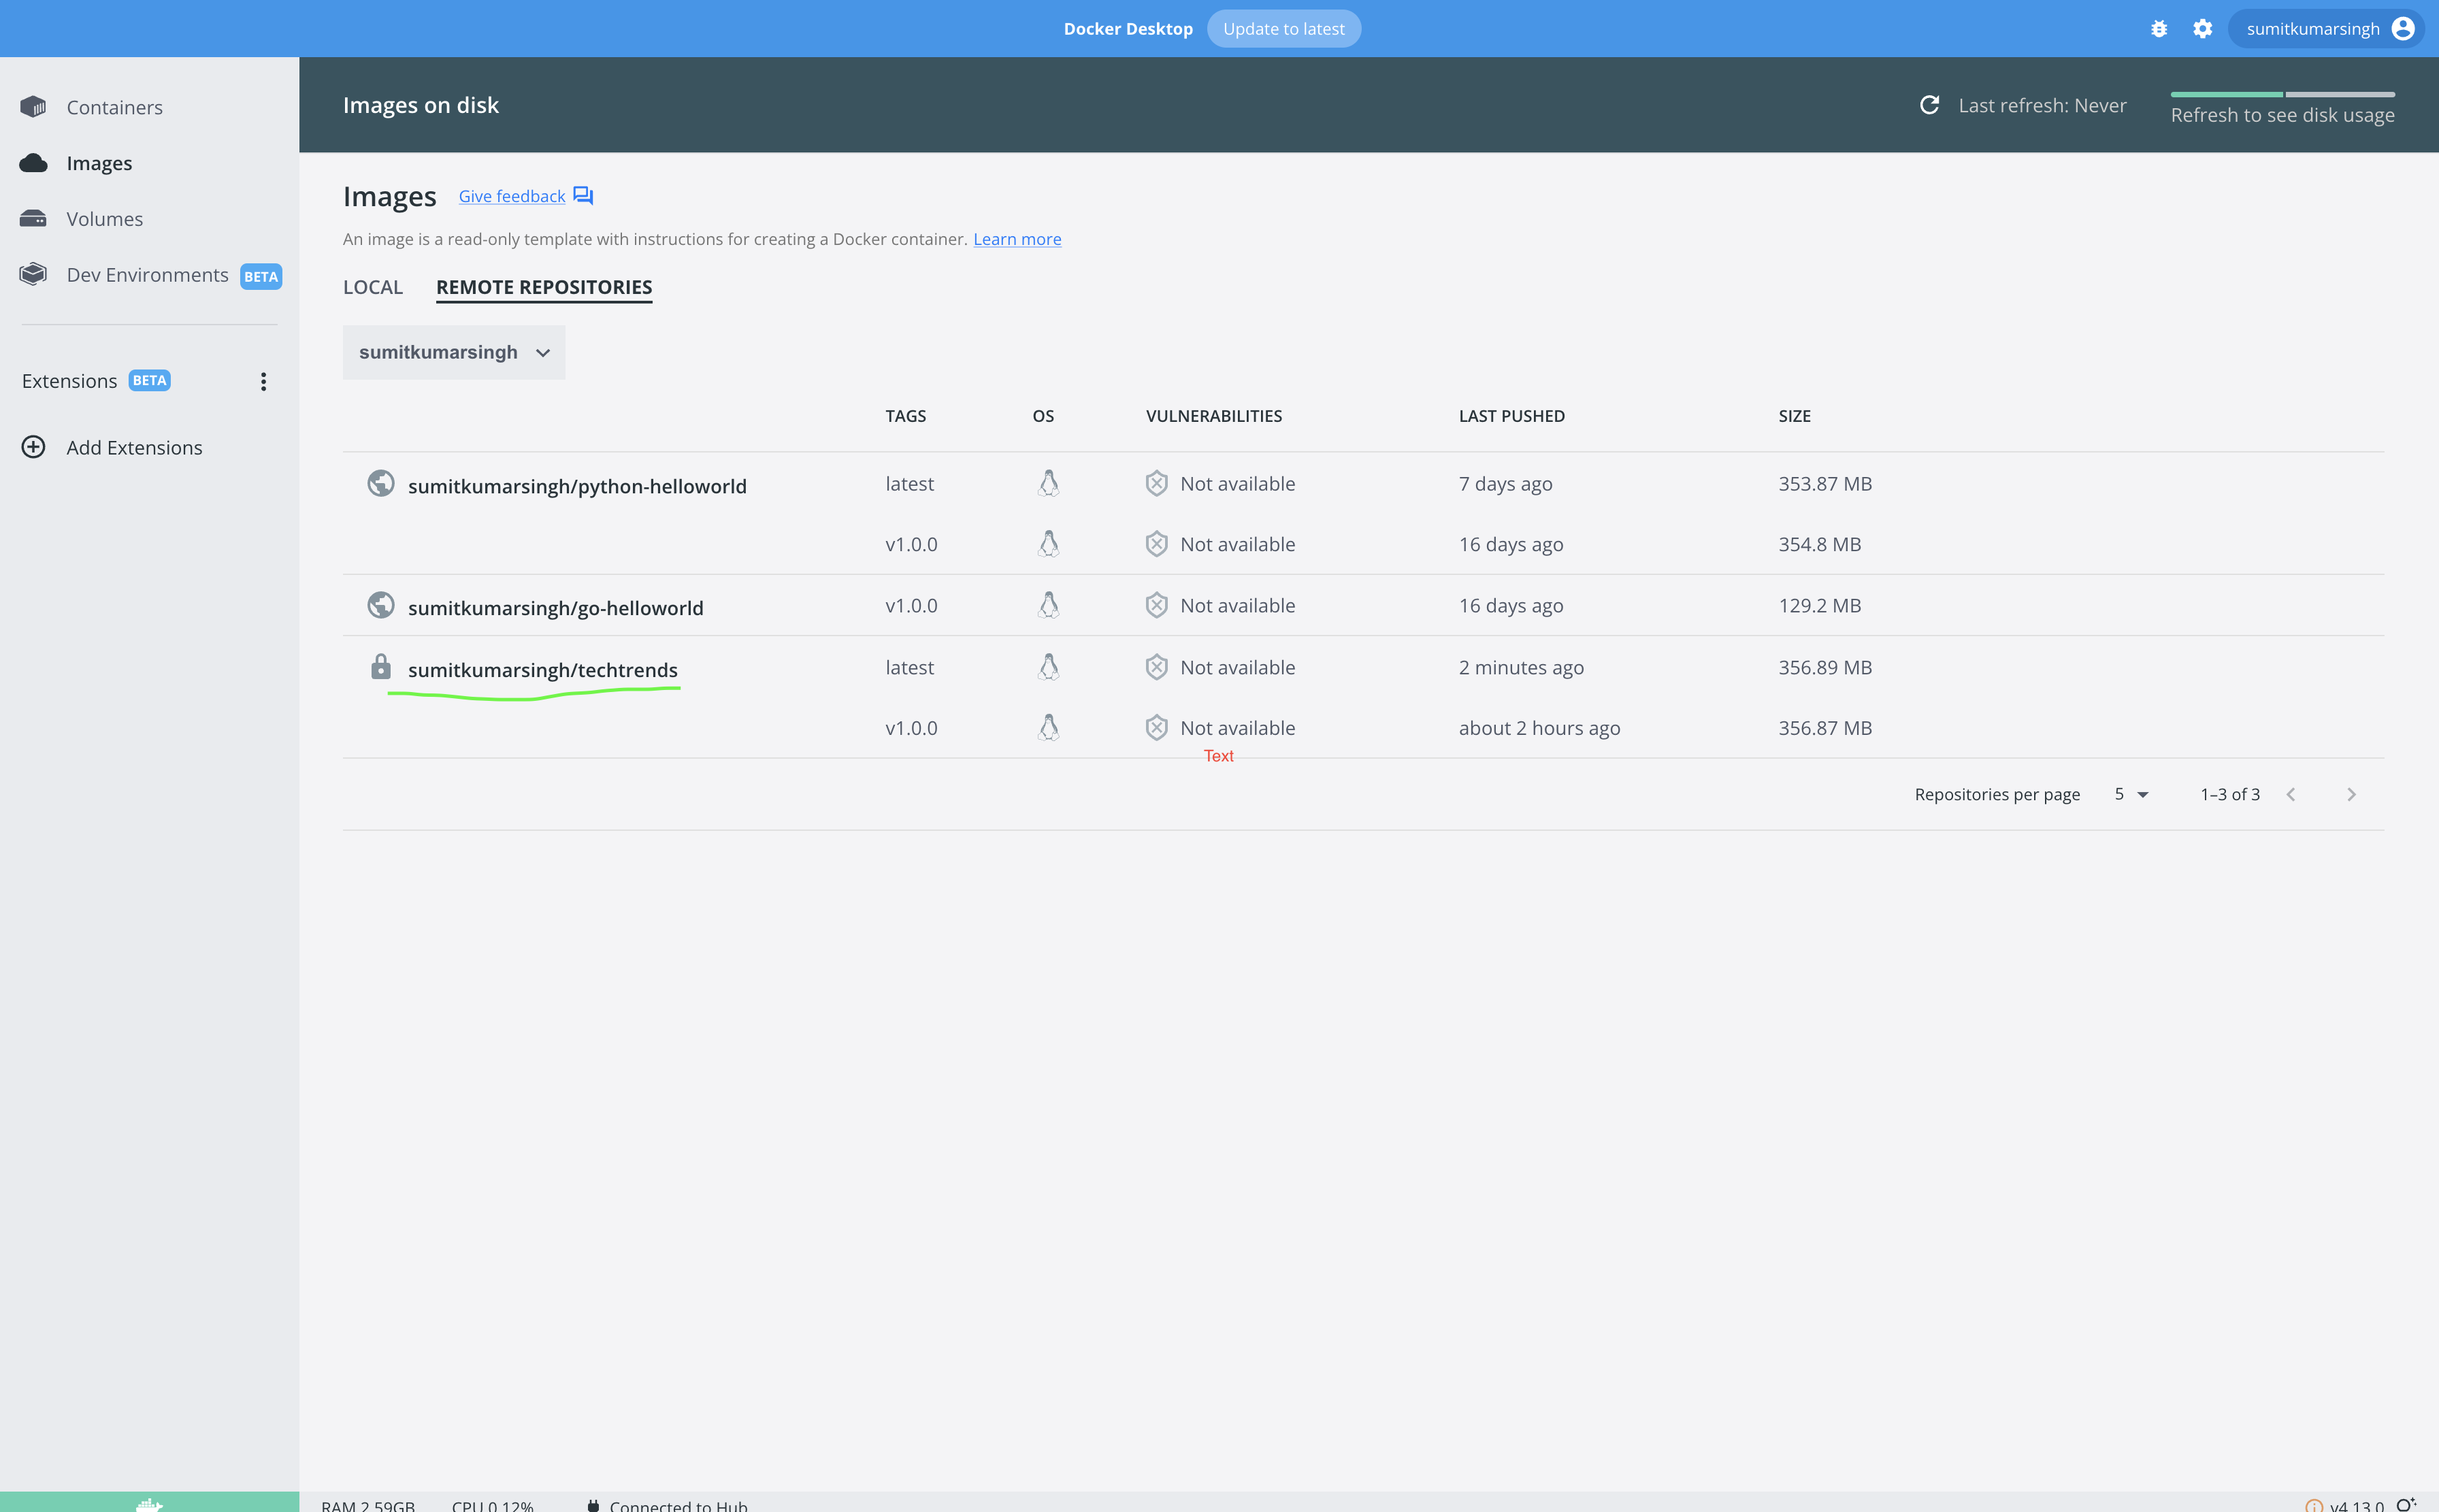 Docker Desktop Update to latest sumitkumarsingh
Containers
Images
Volumes
Dev Environments BETA
Extensions BETA
Add Extensions
Images on disk Last refresh: Never Refresh to see disk usage
Images Give feedback
An image is a read-only template with instructions for creating a Docker container. Learn more
LOCAL REMOTE REPOSITORIES
sumitkumarsingh
TAGS OS VULNERABILITIES LAST PUSHED SIZE
sumitkumarsingh/python-helloworld latest Not available 7 days ago 353.87 MB
v1.0.0 Not available 16 days ago 354.8 MB
sumitkumarsingh/go-helloworld v1.0.0 Not available 16 days ago 129.2 MB
sumitkumarsingh/techtrends latest Not available 2 minutes ago 356.89 MB
v1.0.0 Not available about 2 hours ago 356.87 MB
Text
Repositories per page 5 1–3 of 3
RAM 2.59GB CPU 0.12% Connected to Hub v4.13.0